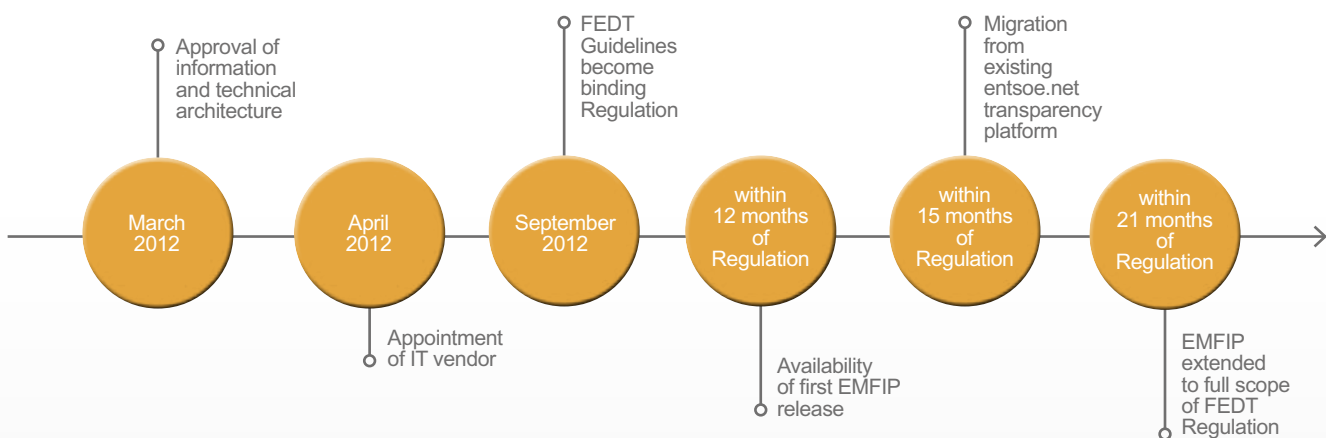 Approval of
information
and technical
architecture
March
2012
April
2012
Appointment
of IT vendor
FEDT
Guidelines
become
binding
Regulation
September
2012
within
12 months
of
Regulation
Availability
of first EMFIP
release
Migration
from
existing
entsoe.net
transparency
platform
within
15 months
of
Regulation
within
21 months
of
Regulation
EMFIP
extended
to full scope
of FEDT
Regulation